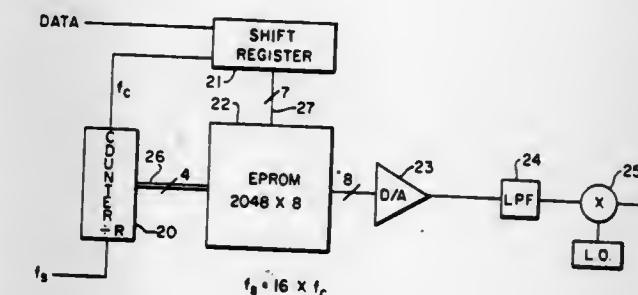 DATA
SHIFT
REGISTER
21
7
27
22
fc
COUNTER
÷R
20
26
4
EPROM
2048 X 8
8
23
D/A
24
LPF
25
X
L.O.
fs
fs = 16 X fc